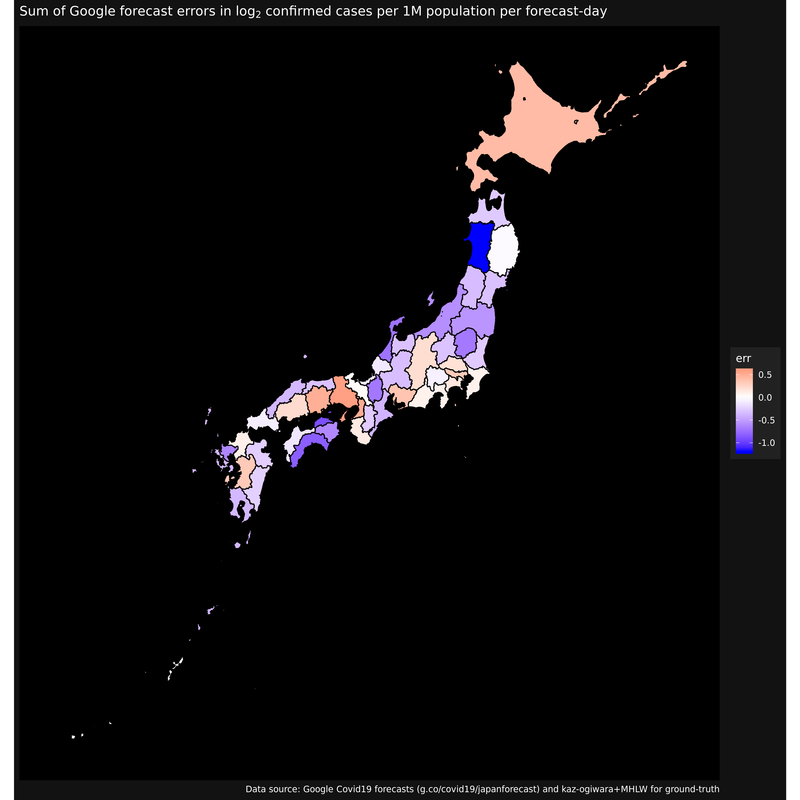 Sum of Google forecast errors in log₂ confirmed cases per 1M population per forecast-day
err
0.5
0.0
-0.5
-1.0
Data source: Google Covid19 forecasts (g.co/covid19/japanforecast) and kaz-ogiwara+MHLW for ground-truth